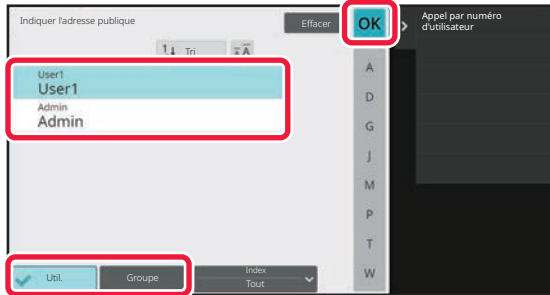 Indiquer l'adresse publique
Effacer
OK
Appel par numéro
d'utilisateur
Tri
User1
User1
Admin
Admin
A
D
G
J
M
P
T
W
Util.
Groupe
Index
Tout